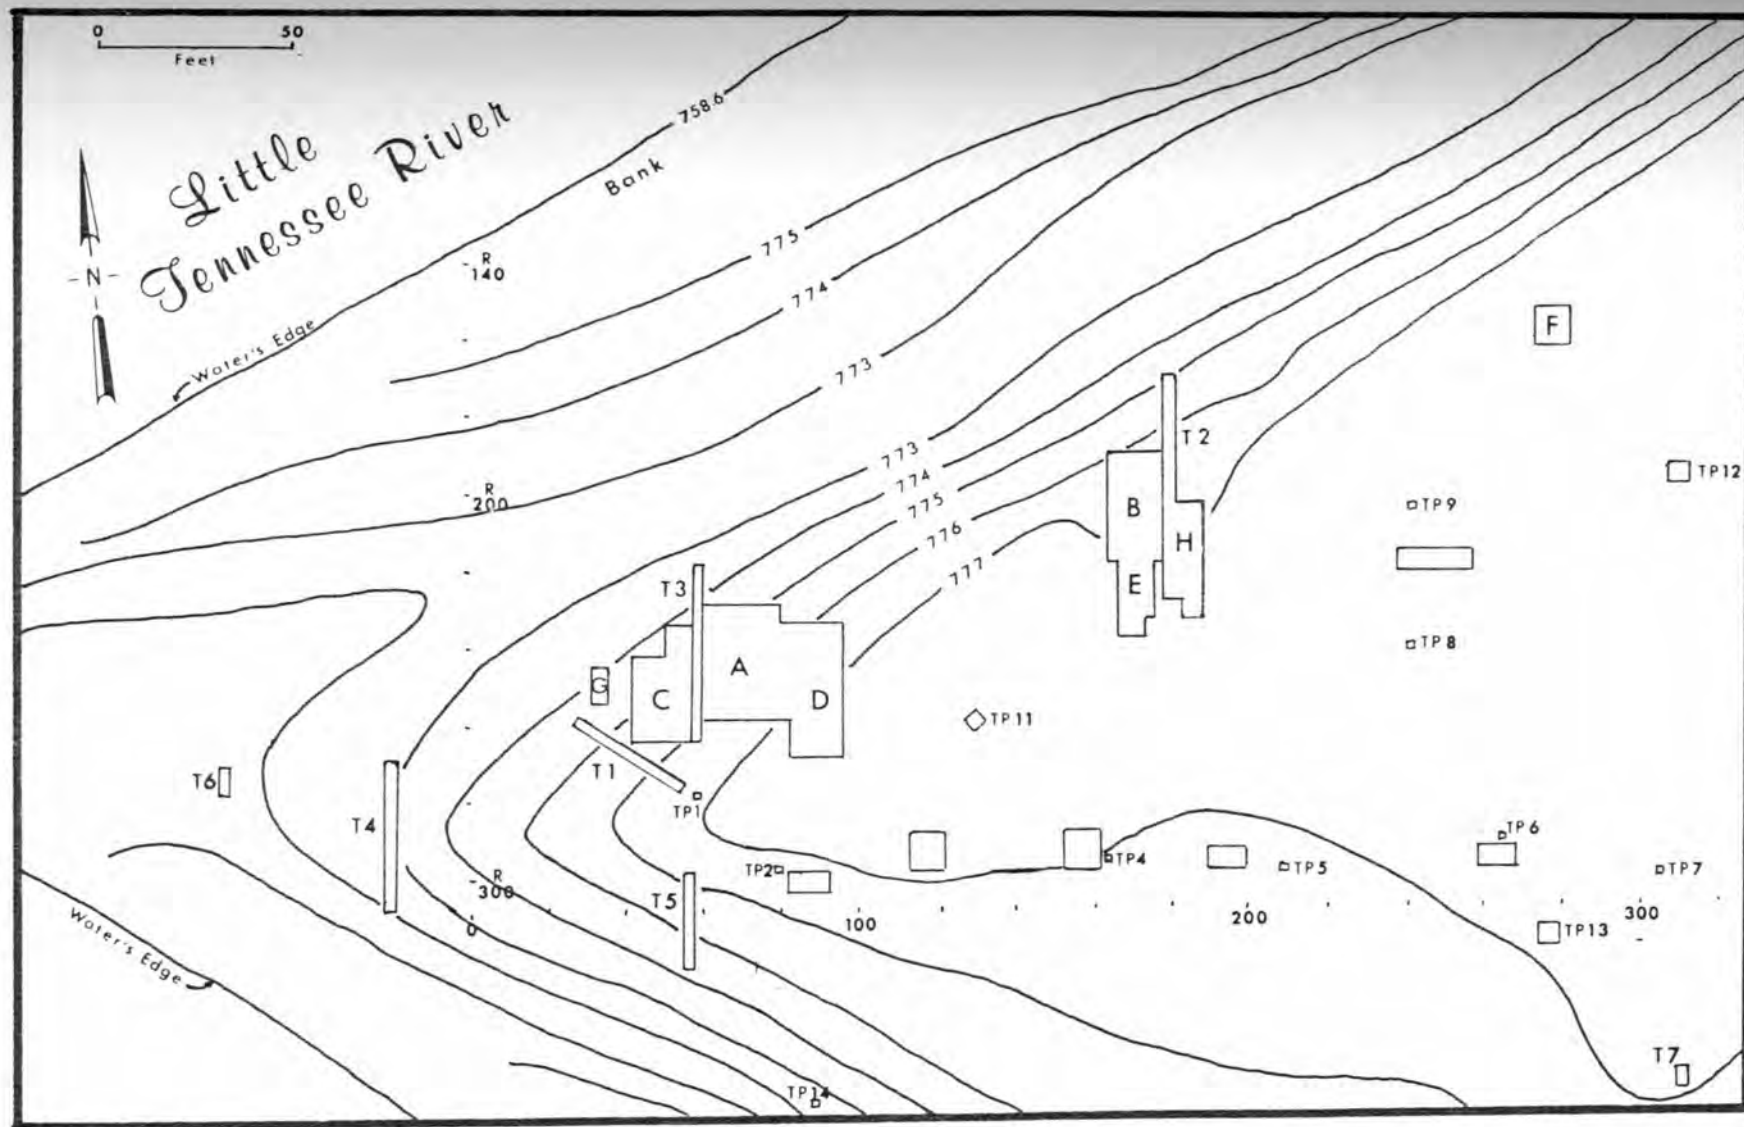 0 50
Feet
Little
Tennessee River
758.6
Bank
N
Water's Edge
R
140
775
774
773
F
T2
773
774
775
776
777
R
200
B
H
E
TP12
TP9
TP8
T3
A
G
C
D
TP11
T1
T6
T4
TP1
TP2
TP4
TP5
TP6
TP7
R
300
T5
0
100
200
300
TP13
Water's Edge
T7
TP14